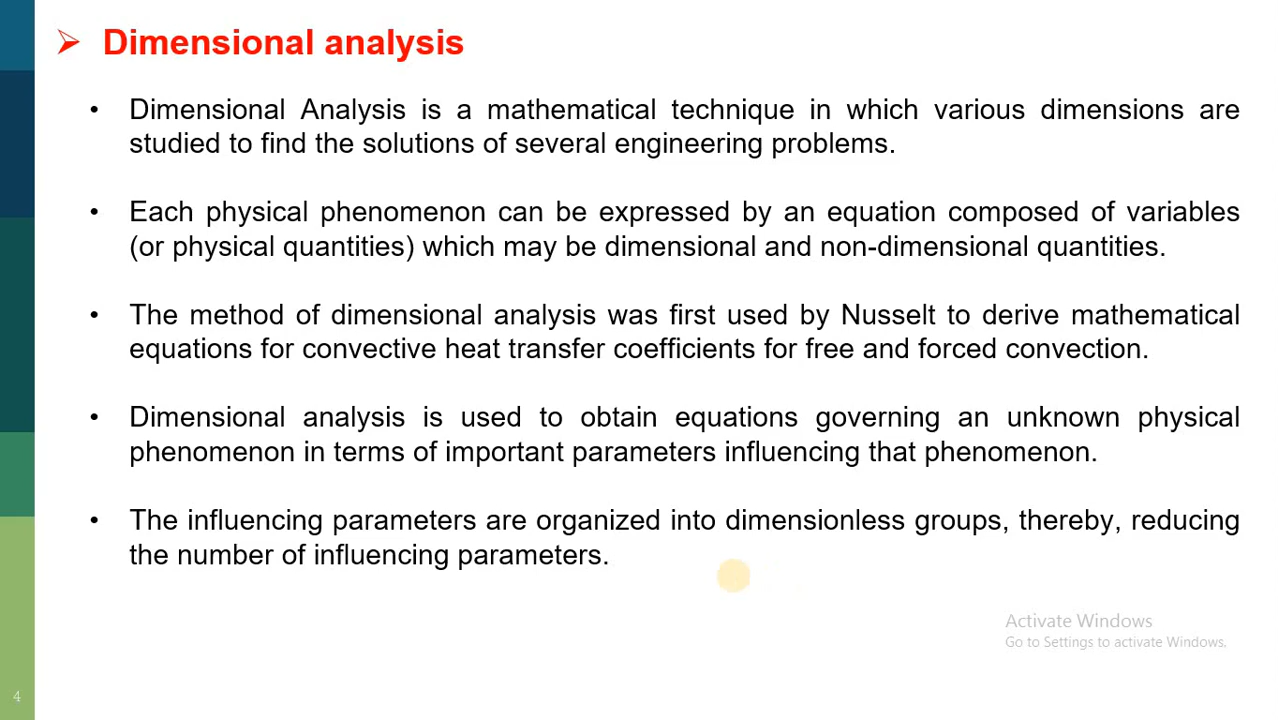 ➢ Dimensional analysis
• Dimensional Analysis is a mathematical technique in which various dimensions are
studied to find the solutions of several engineering problems.
• Each physical phenomenon can be expressed by an equation composed of variables
(or physical quantities) which may be dimensional and non-dimensional quantities.
• The method of dimensional analysis was first used by Nusselt to derive mathematical
equations for convective heat transfer coefficients for free and forced convection.
• Dimensional analysis is used to obtain equations governing an unknown physical
phenomenon in terms of important parameters influencing that phenomenon.
• The influencing parameters are organized into dimensionless groups, thereby, reducing
the number of influencing parameters.
Activate Windows
Go to Settings to activate Windows.
4